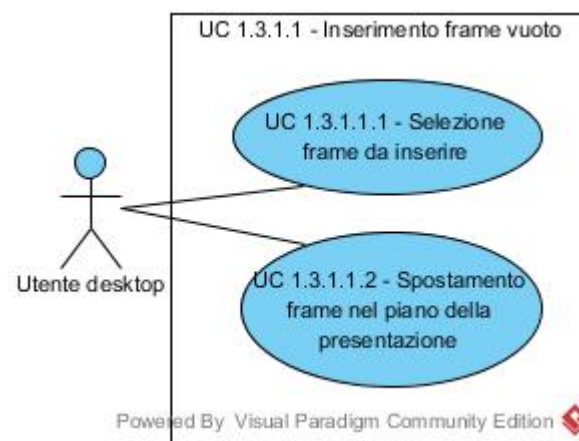 UC 1.3.1.1 - Inserimento frame vuoto
UC 1.3.1.1.1 - Selezione
frame da inserire
Utente desktop
UC 1.3.1.1.2 - Spostamento
frame nel piano della
presentazione
Powered By Visual Paradigm Community Edition